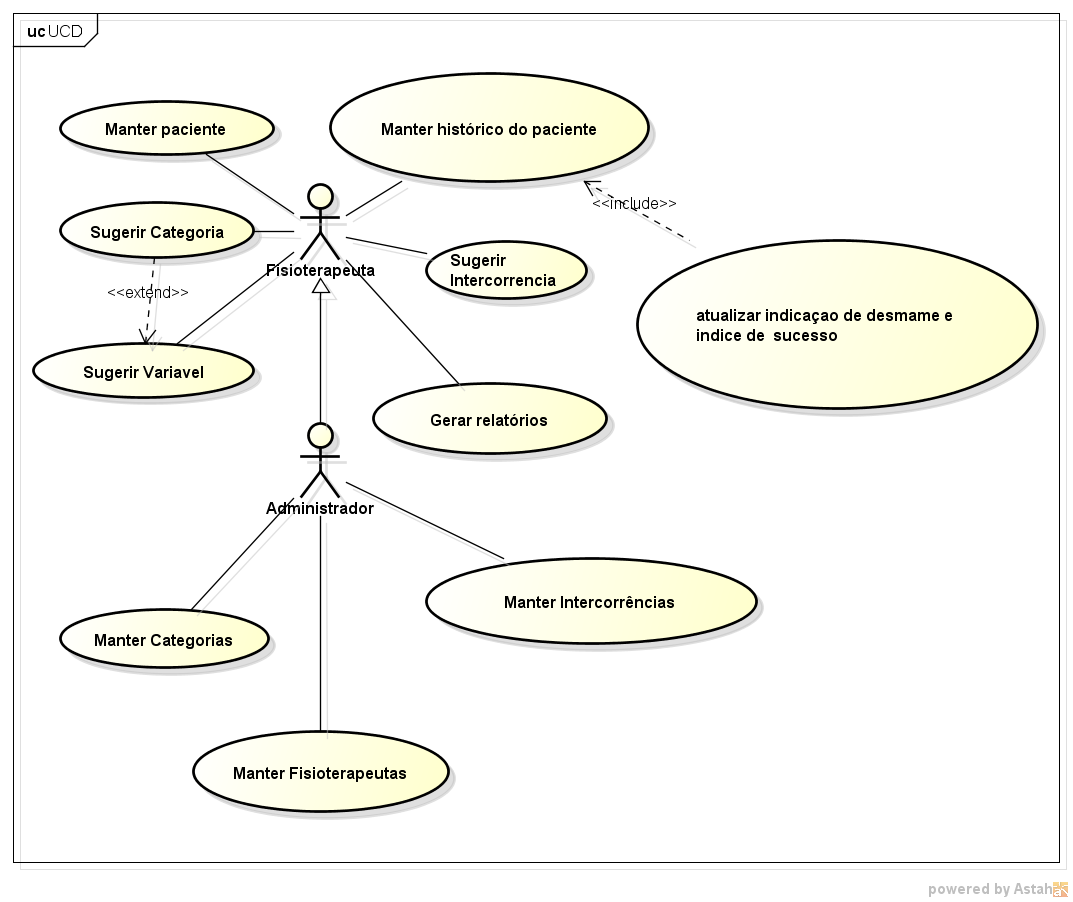 uc UCD
Manter paciente
Manter histórico do paciente
Sugerir Categoria
<<include>>
Sugerir
Intercorrencia
Fisioterapeuta
<<extend>>
atualizar indicaçao de desmame e
indice de sucesso
Sugerir Variavel
Gerar relatórios
Administrador
Manter Intercorrências
Manter Categorias
Manter Fisioterapeutas
powered by Astah